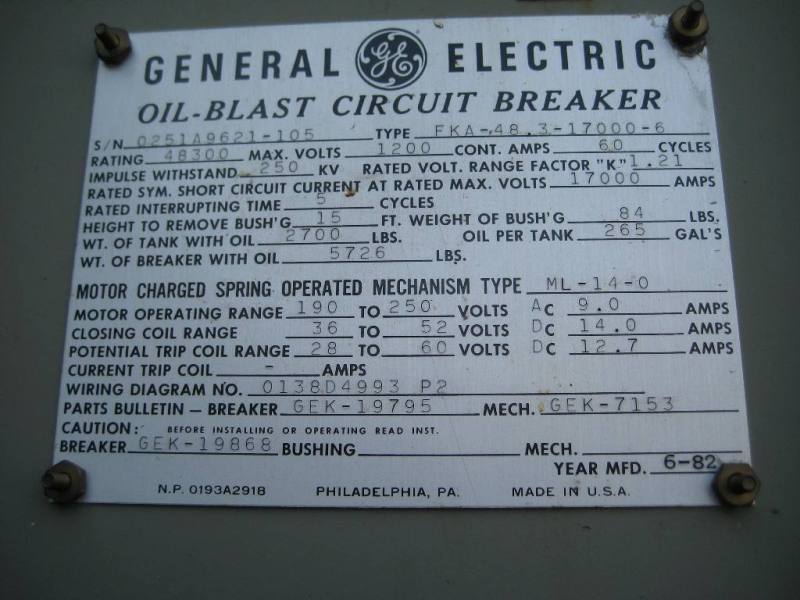 GENERAL GE ELECTRIC
OIL-BLAST CIRCUIT BREAKER
S/N 0251A9621-105 TYPE FKA-48.3-17000-6
RATING 48300 MAX. VOLTS 1200 CONT. AMPS 60 CYCLES
IMPULSE WITHSTAND 250 KV RATED VOLT. RANGE FACTOR "K" 1.21
RATED SYM. SHORT CIRCUIT CURRENT AT RATED MAX. VOLTS 17000 AMPS
RATED INTERRUPTING TIME 5 CYCLES
HEIGHT TO REMOVE BUSH'G 15 FT. WEIGHT OF BUSH'G 84 LBS.
WT. OF TANK WITH OIL 2700 LBS. OIL PER TANK 265 GAL'S
WT. OF BREAKER WITH OIL 5726 LBS.
MOTOR CHARGED SPRING OPERATED MECHANISM TYPE ML-14-0
MOTOR OPERATING RANGE 190 TO 250 VOLTS AC 9.0 AMPS
CLOSING COIL RANGE 36 TO 52 VOLTS DC 14.0 AMPS
POTENTIAL TRIP COIL RANGE 28 TO 60 VOLTS DC 12.7 AMPS
CURRENT TRIP COIL - AMPS
WIRING DIAGRAM NO. 0138D4993 P2
PARTS BULLETIN – BREAKER GEK-19795 MECH. GEK-7153
CAUTION: BEFORE INSTALLING OR OPERATING READ INST.
BREAKER GEK-19868 BUSHING MECH.
YEAR MFD. 6-82
N.P. 0193A2918 PHILADELPHIA, PA. MADE IN U.S.A.